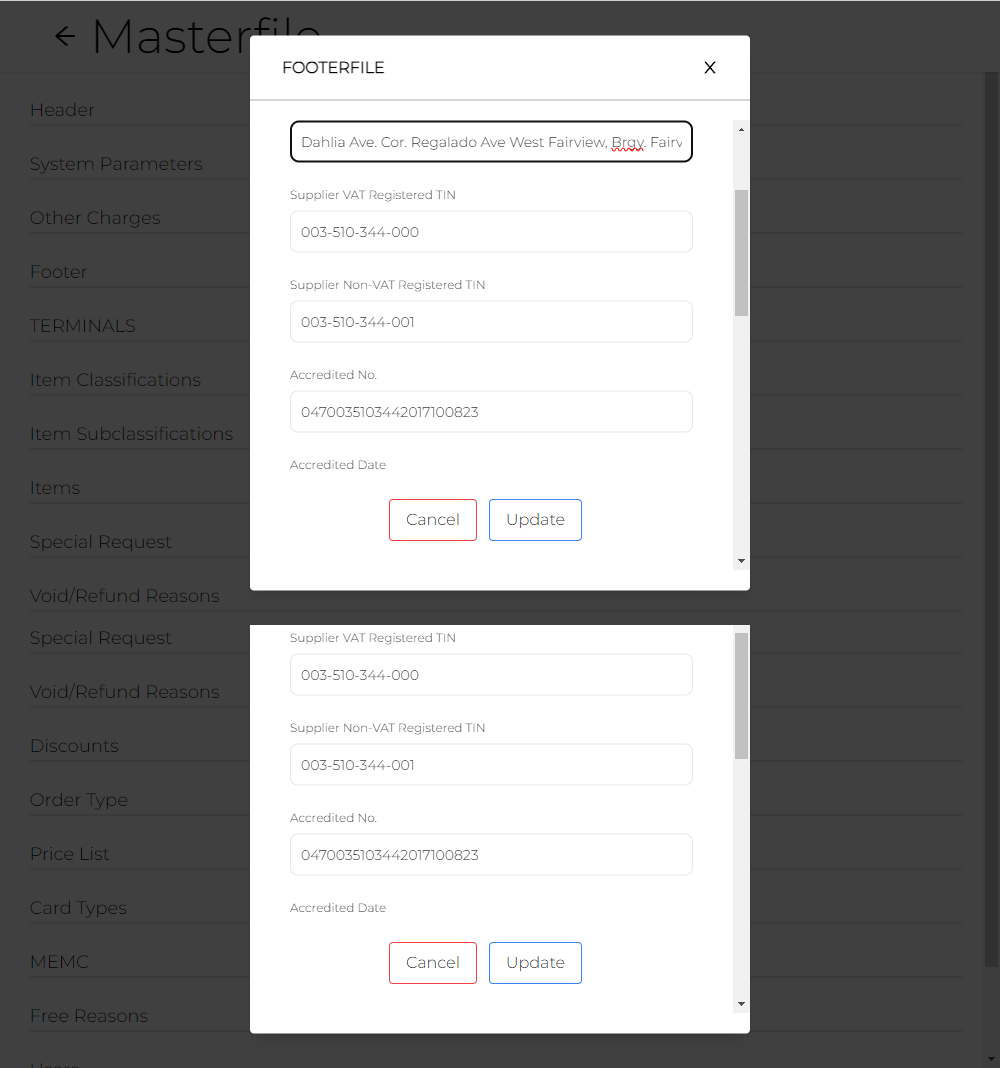 Masterfile
FOOTERFILE
X
Header
System Parameters
Other Charges
Footer
TERMINALS
Item Classifications
Item Subclassifications
Items
Special Request
Void/Refund Reasons
Special Request
Void/Refund Reasons
Discounts
Order Type
Price List
Card Types
MEMC
Free Reasons
Users
Dahlia Ave. Cor. Regalado Ave West Fairview, Brgy. Fairv
Supplier VAT Registered TIN
003-510-344-000
Supplier Non-VAT Registered TIN
003-510-344-001
Accredited No.
0470035103442017100823
Accredited Date
Cancel
Update
Supplier VAT Registered TIN
003-510-344-000
Supplier Non-VAT Registered TIN
003-510-344-001
Accredited No.
0470035103442017100823
Accredited Date
Cancel
Update